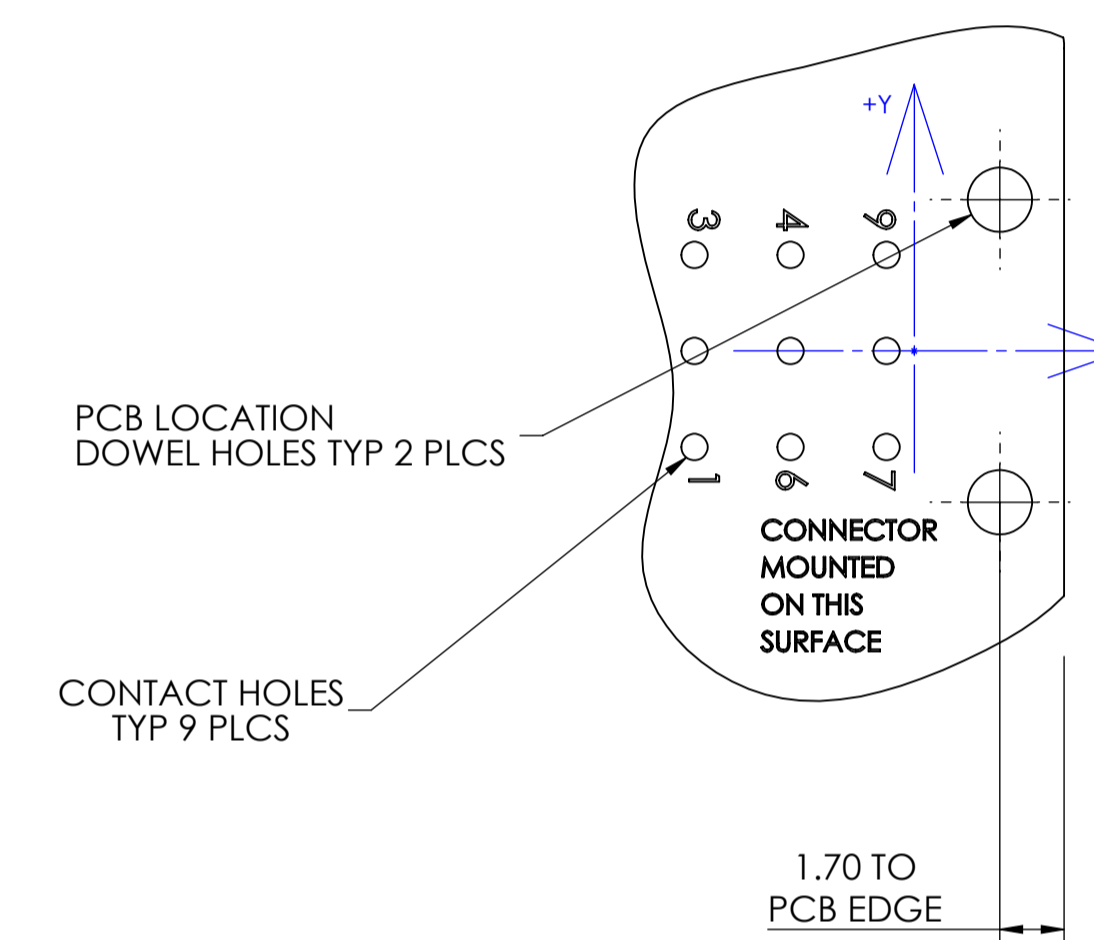 +Y
3 4 9
PCB LOCATION
DOWEL HOLES TYP 2 PLCS
1 6 7
CONNECTOR
MOUNTED
ON THIS
SURFACE
CONTACT HOLES
TYP 9 PLCS
1.70 TO
PCB EDGE